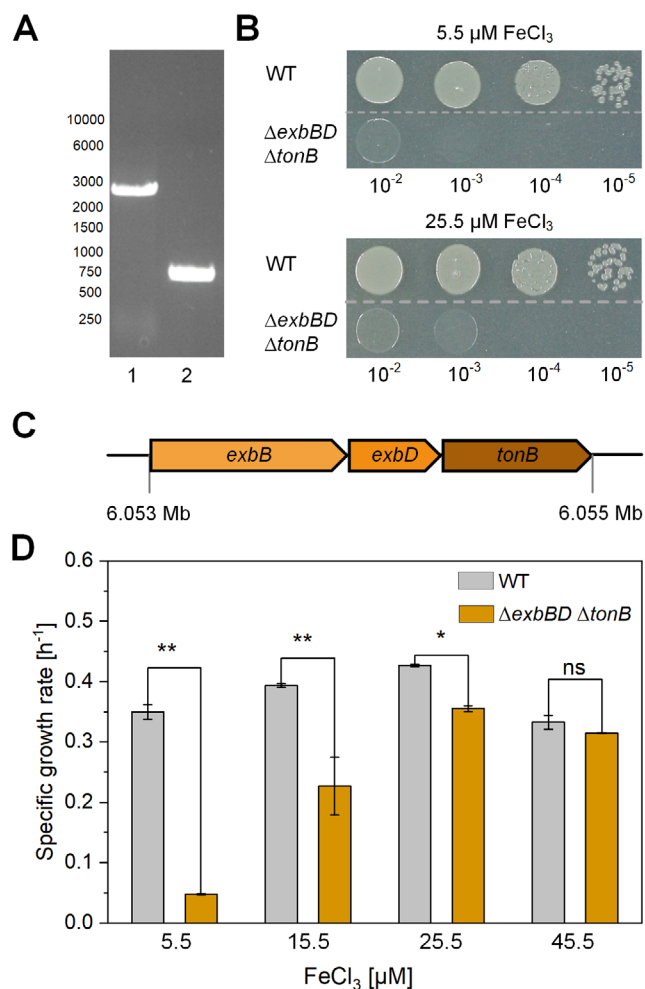 A
10000
6000
3000
2000
1500
1000
750
500
250
1 2
B
5.5 µM FeCl₃
WT
ΔexbBD
ΔtonB
10⁻² 10⁻³ 10⁻⁴ 10⁻⁵
25.5 µM FeCl₃
WT
ΔexbBD
ΔtonB
10⁻² 10⁻³ 10⁻⁴ 10⁻⁵
C
exbB exbD tonB
6.053 Mb 6.055 Mb
D
Specific growth rate [h⁻¹]
0.6
0.5
0.4
0.3
0.2
0.1
0.0
WT
ΔexbBD ΔtonB
** ** * ns
5.5 15.5 25.5 45.5
FeCl₃ [µM]